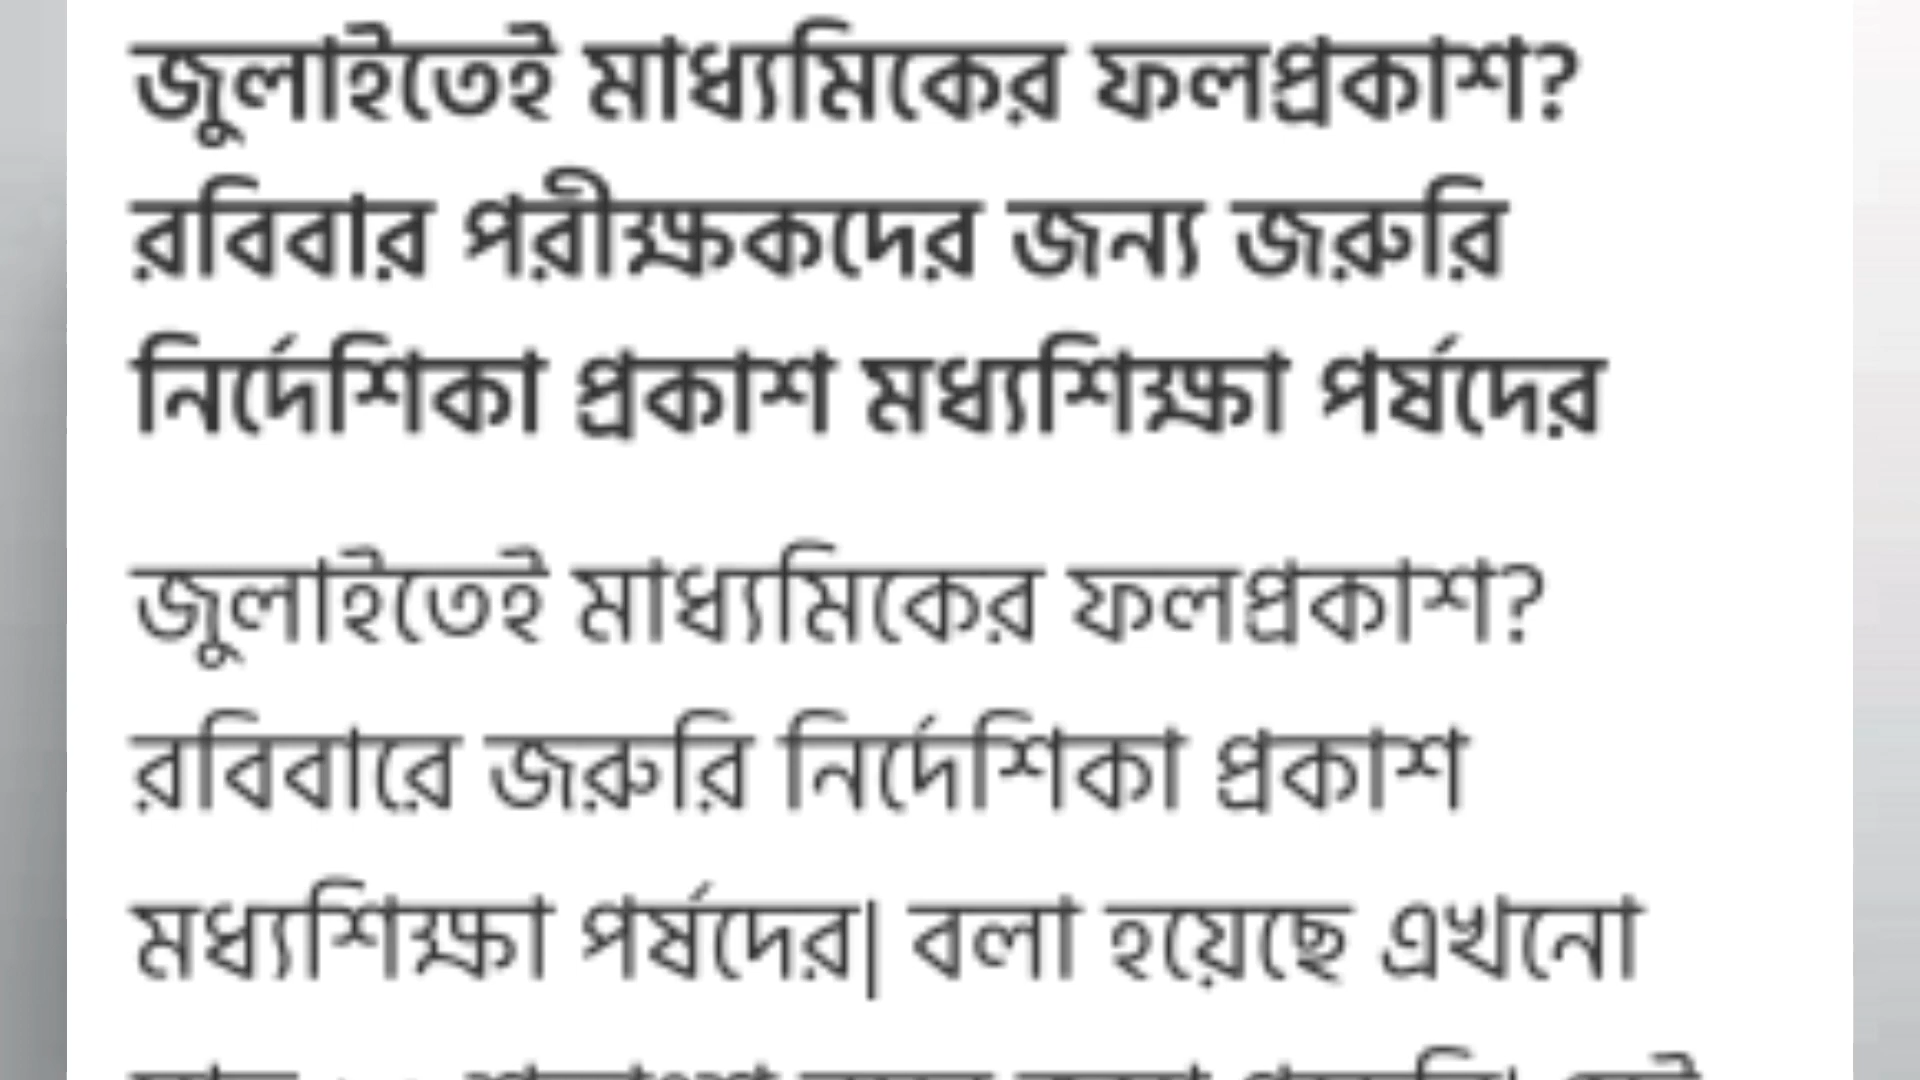 জুলাইতেই মাধ্যমিকের ফলপ্রকাশ?
রবিবার পরীক্ষকদের জন্য জরুরি
নির্দেশিকা প্রকাশ মধ্যশিক্ষা পর্ষদের
জুলাইতেই মাধ্যমিকের ফলপ্রকাশ?
রবিবারে জরুরি নির্দেশিকা প্রকাশ
মধ্যশিক্ষা পর্ষদের| বলা হয়েছে এখনো